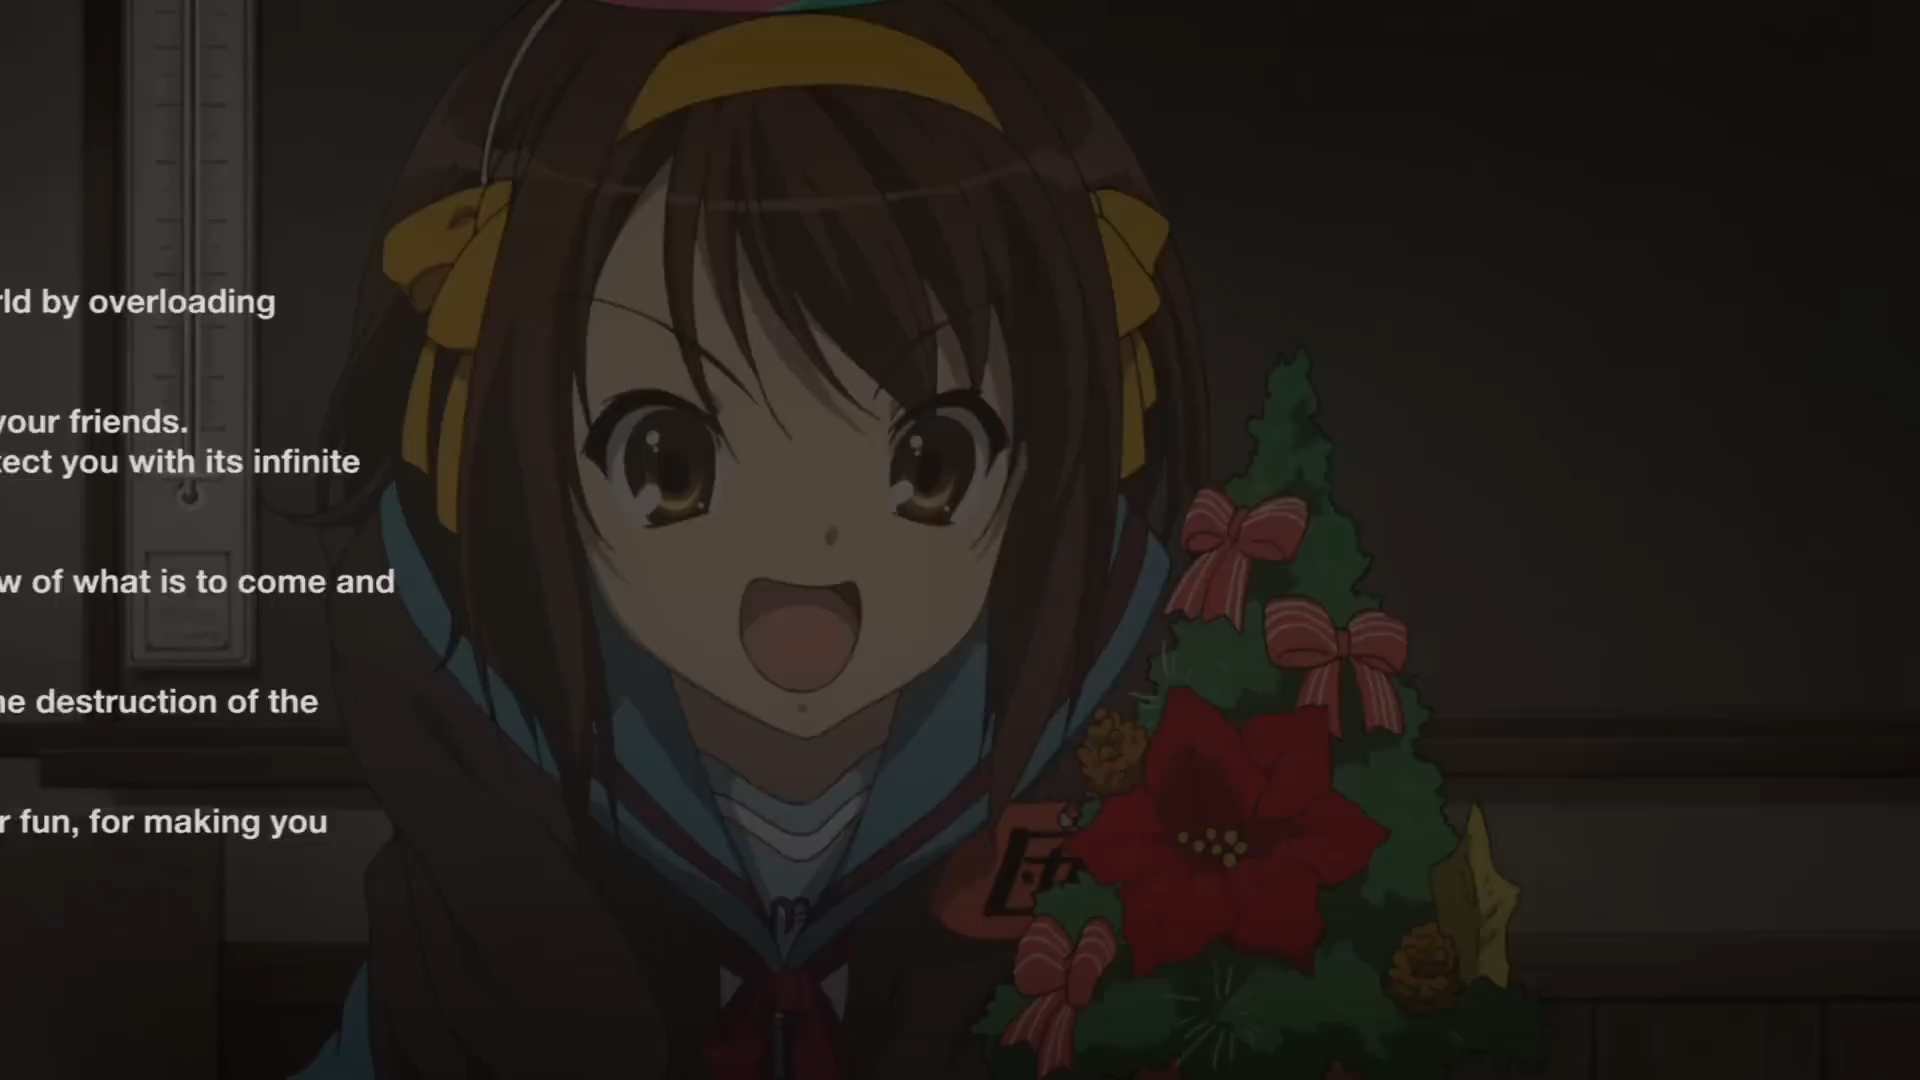 rld by overloading
your friends.
tect you with its infinite
w of what is to come and
he destruction of the
r fun, for making you
団